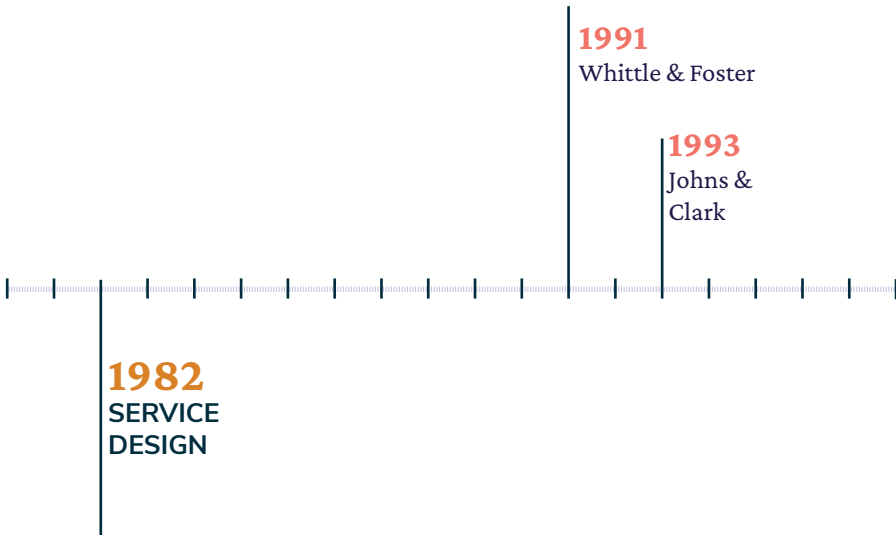 1991
Whittle & Foster
1993
Johns &
Clark
1982
SERVICE
DESIGN